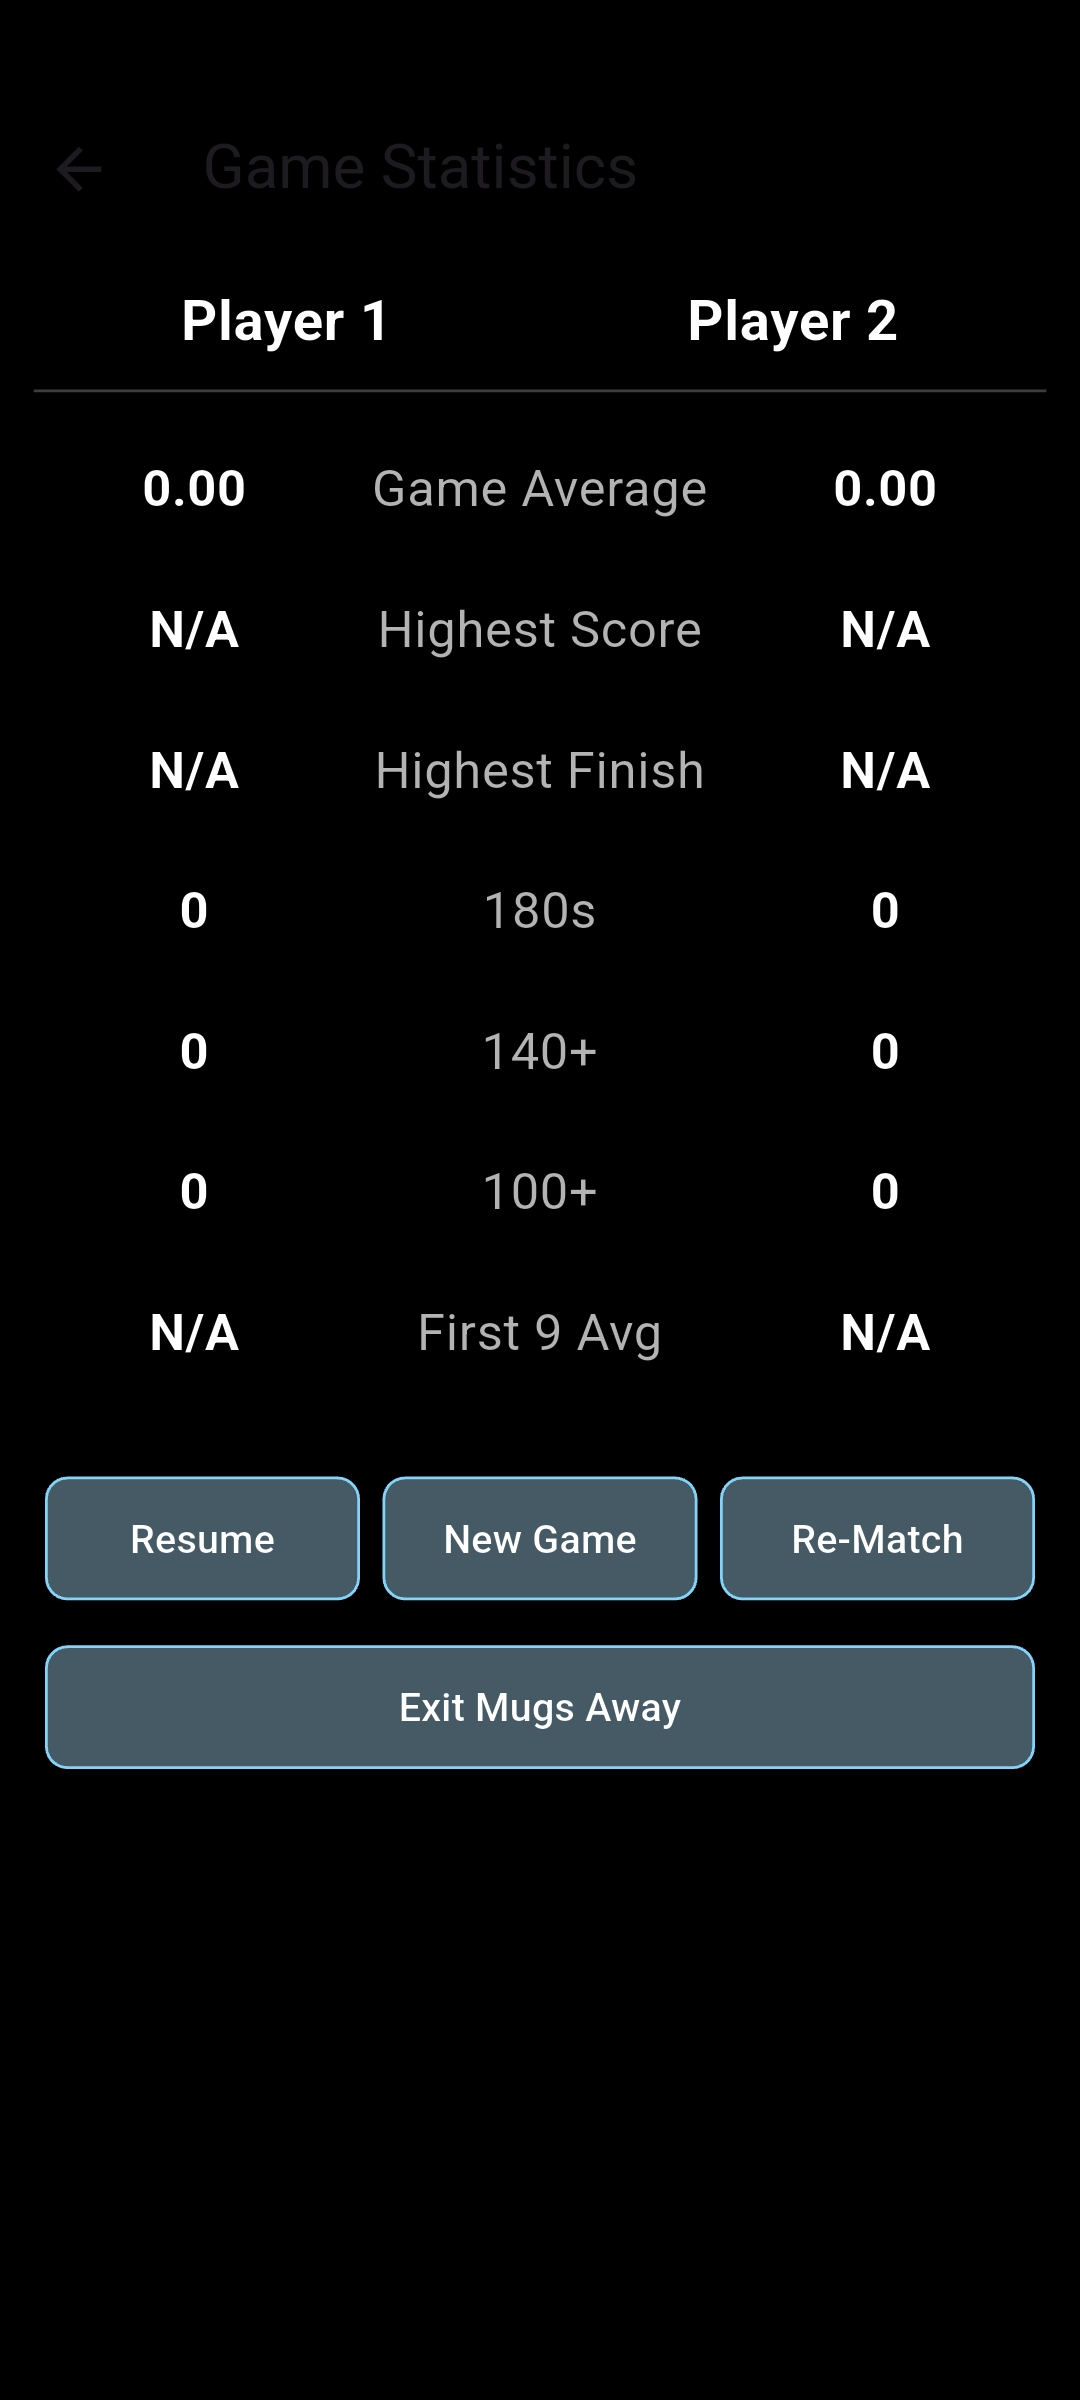 Game Statistics
Player 1 Player 2
0.00 Game Average 0.00
N/A Highest Score N/A
N/A Highest Finish N/A
0 180s 0
0 140+ 0
0 100+ 0
N/A First 9 Avg N/A
Resume New Game Re-Match
Exit Mugs Away